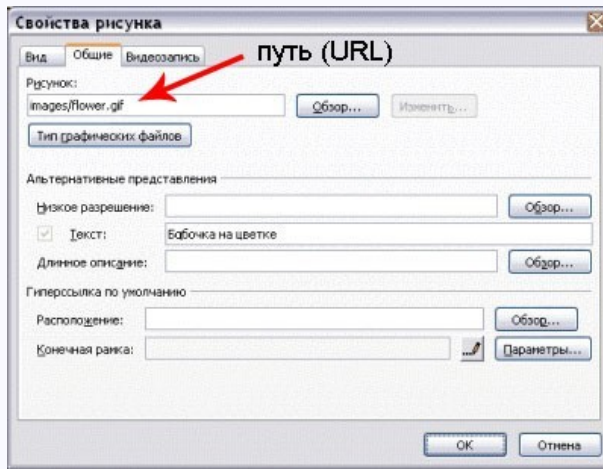 Свойства рисунка
Вид Общие Видеозапись путь (URL)
Рисунок:
images/flower.gif Обзор... Изменить...
Тип графических файлов
Альтернативные представления
Низкое разрешение: Обзор...
Текст: Бабочка на цветке
Длинное описание: Обзор...
Гиперссылка по умолчанию
Расположение: Обзор...
Конечная рамка: Параметры...
ОК Отмена